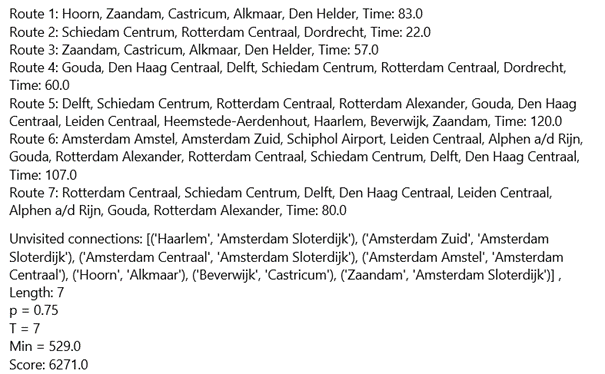 Route 1: Hoorn, Zaandam, Castricum, Alkmaar, Den Helder, Time: 83.0
Route 2: Schiedam Centrum, Rotterdam Centraal, Dordrecht, Time: 22.0
Route 3: Zaandam, Castricum, Alkmaar, Den Helder, Time: 57.0
Route 4: Gouda, Den Haag Centraal, Delft, Schiedam Centrum, Rotterdam Centraal, Dordrecht,
Time: 60.0
Route 5: Delft, Schiedam Centrum, Rotterdam Centraal, Rotterdam Alexander, Gouda, Den Haag
Centraal, Leiden Centraal, Heemstede-Aerdenhout, Haarlem, Beverwijk, Zaandam, Time: 120.0
Route 6: Amsterdam Amstel, Amsterdam Zuid, Schiphol Airport, Leiden Centraal, Alphen a/d Rijn,
Gouda, Rotterdam Alexander, Rotterdam Centraal, Schiedam Centrum, Delft, Den Haag Centraal,
Time: 107.0
Route 7: Rotterdam Centraal, Schiedam Centrum, Delft, Den Haag Centraal, Leiden Centraal,
Alphen a/d Rijn, Gouda, Rotterdam Alexander, Time: 80.0
Unvisited connections: [('Haarlem', 'Amsterdam Sloterdijk'), ('Amsterdam Zuid', 'Amsterdam
Sloterdijk'), ('Amsterdam Centraal', 'Amsterdam Sloterdijk'), ('Amsterdam Amstel', 'Amsterdam
Centraal'), ('Hoorn', 'Alkmaar'), ('Beverwijk', 'Castricum'), ('Zaandam', 'Amsterdam Sloterdijk')] ,
Length: 7
p = 0.75
T = 7
Min = 529.0
Score: 6271.0